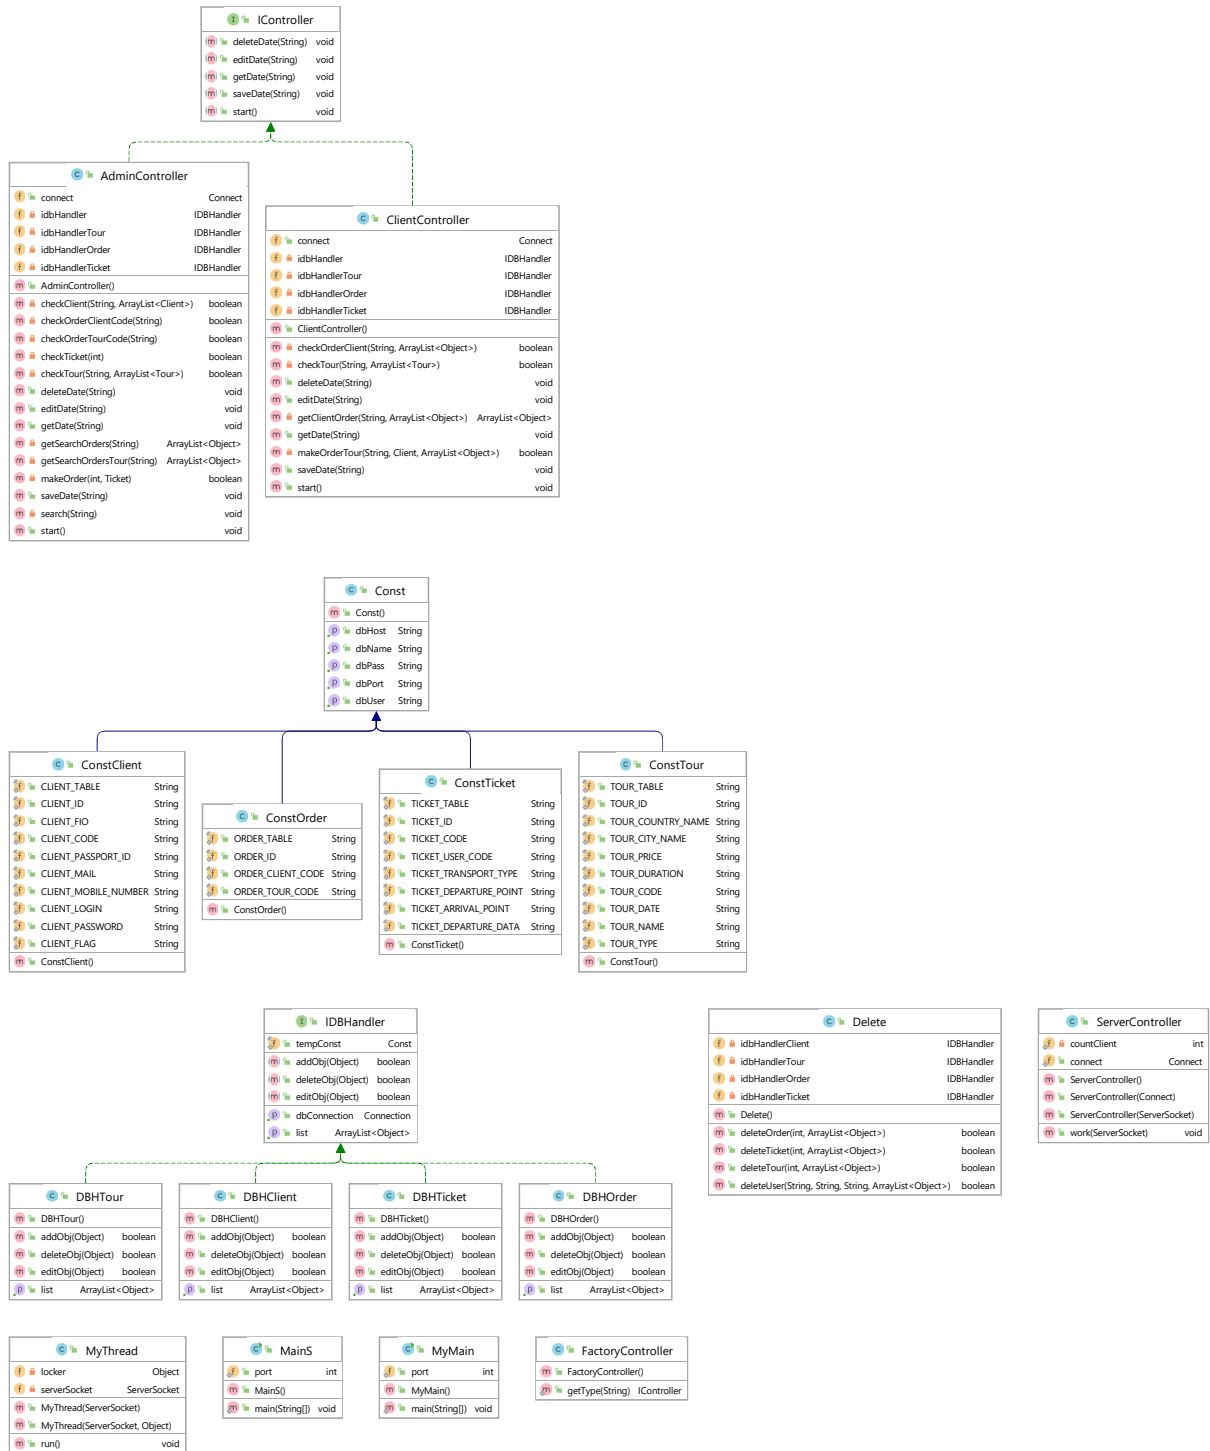 IController
deleteDate(String) void
editDate(String) void
getDate(String) void
saveDate(String) void
start() void
AdminController
connect Connect
idbHandler IDBHandler
idbHandlerTour IDBHandler
idbHandlerOrder IDBHandler
idbHandlerTicket IDBHandler
AdminController()
checkClient(String, ArrayList<Client>) boolean
checkOrderClientCode(String) boolean
checkOrderTourCode(String) boolean
checkTicket(int) boolean
checkTour(String, ArrayList<Tour>) boolean
deleteDate(String) void
editDate(String) void
getDate(String) void
getSearchOrders(String) ArrayList<Object>
getSearchOrdersTour(String) ArrayList<Object>
makeOrder(int, Ticket) boolean
saveDate(String) void
search(String) void
start() void
ClientController
connect Connect
idbHandler IDBHandler
idbHandlerTour IDBHandler
idbHandlerOrder IDBHandler
idbHandlerTicket IDBHandler
ClientController()
checkOrderClient(String, ArrayList<Object>) boolean
checkTour(String, ArrayList<Tour>) boolean
deleteDate(String) void
editDate(String) void
getClientOrder(String, ArrayList<Object>) ArrayList<Object>
getDate(String) void
makeOrderTour(String, Client, ArrayList<Object>) boolean
saveDate(String) void
start() void
Const
Const()
dbHost String
dbName String
dbPass String
dbPort String
dbUser String
ConstClient
CLIENT_TABLE String
CLIENT_ID String
CLIENT_FIO String
CLIENT_CODE String
CLIENT_PASSPORT_ID String
CLIENT_MAIL String
CLIENT_MOBILE_NUMBER String
CLIENT_LOGIN String
CLIENT_PASSWORD String
CLIENT_FLAG String
ConstClient()
ConstOrder
ORDER_TABLE String
ORDER_ID String
ORDER_CLIENT_CODE String
ORDER_TOUR_CODE String
ConstOrder()
ConstTicket
TICKET_TABLE String
TICKET_ID String
TICKET_CODE String
TICKET_USER_CODE String
TICKET_TRANSPORT_TYPE String
TICKET_DEPARTURE_POINT String
TICKET_ARRIVAL_POINT String
TICKET_DEPARTURE_DATA String
ConstTicket()
ConstTour
TOUR_TABLE String
TOUR_ID String
TOUR_COUNTRY_NAME String
TOUR_CITY_NAME String
TOUR_PRICE String
TOUR_DURATION String
TOUR_CODE String
TOUR_DATE String
TOUR_NAME String
TOUR_TYPE String
ConstTour()
IDBHandler
tempConst Const
addObj(Object) boolean
deleteObj(Object) boolean
editObj(Object) boolean
dbConnection Connection
list ArrayList<Object>
Delete
idbHandlerClient IDBHandler
idbHandlerTour IDBHandler
idbHandlerOrder IDBHandler
idbHandlerTicket IDBHandler
Delete()
deleteOrder(int, ArrayList<Object>) boolean
deleteTicket(int, ArrayList<Object>) boolean
deleteTour(int, ArrayList<Object>) boolean
deleteUser(String, String, String, ArrayList<Object>) boolean
ServerController
countClient int
connect Connect
ServerController()
ServerController(Connect)
ServerController(ServerSocket)
work(ServerSocket) void
DBHTour
DBHTour()
addObj(Object) boolean
deleteObj(Object) boolean
editObj(Object) boolean
list ArrayList<Object>
DBHClient
DBHClient()
addObj(Object) boolean
deleteObj(Object) boolean
editObj(Object) boolean
list ArrayList<Object>
DBHTicket
DBHTicket()
addObj(Object) boolean
deleteObj(Object) boolean
editObj(Object) boolean
list ArrayList<Object>
DBHOrder
DBHOrder()
addObj(Object) boolean
deleteObj(Object) boolean
editObj(Object) boolean
list ArrayList<Object>
MyThread
locker Object
serverSocket ServerSocket
MyThread(ServerSocket)
MyThread(ServerSocket, Object)
run() void
MainS
port int
MainS()
main(String[]) void
MyMain
port int
MyMain()
main(String[]) void
FactoryController
FactoryController()
getType(String) IController